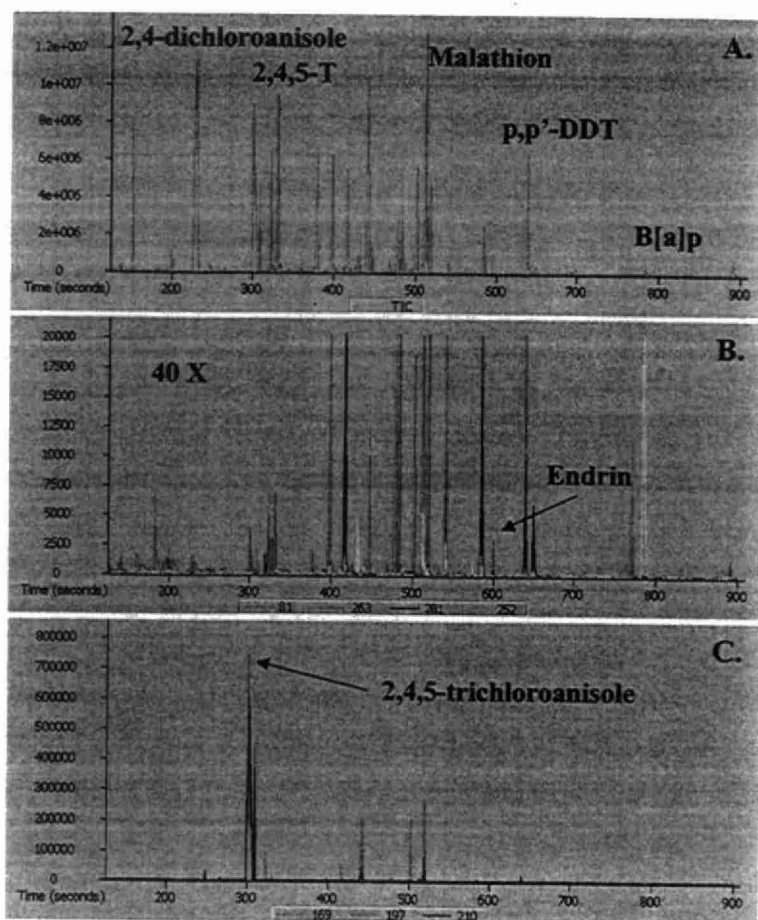 A.
2,4-dichloroanisole
2,4,5-T
Malathion
p,p'-DDT
B[a]p
1.2e+007
1e+007
8e+006
6e+006
4e+006
2e+006
0
Time (seconds) 200 300 400 500 600 700 800 900
TIC
B.
40 X
Endrin
20000
17500
15000
12500
10000
7500
5000
2500
0
Time (seconds) 200 300 400 500 600 700 800 900
81 263 281 252
C.
2,4,5-trichloroanisole
800000
700000
600000
500000
400000
300000
200000
100000
0
Time (seconds) 200 300 400 500 600 700 800 900
169 197 210